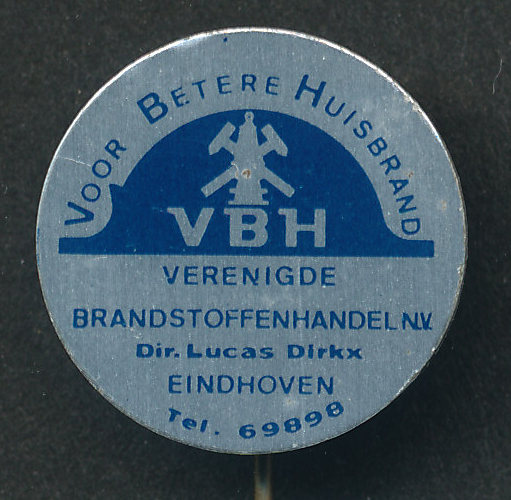 VOOR BETERE HUISBRAND
VBH
VERENIGDE
BRANDSTOFFENHANDEL N.V.
Dir. Lucas Dirkx
EINDHOVEN
Tel. 69898